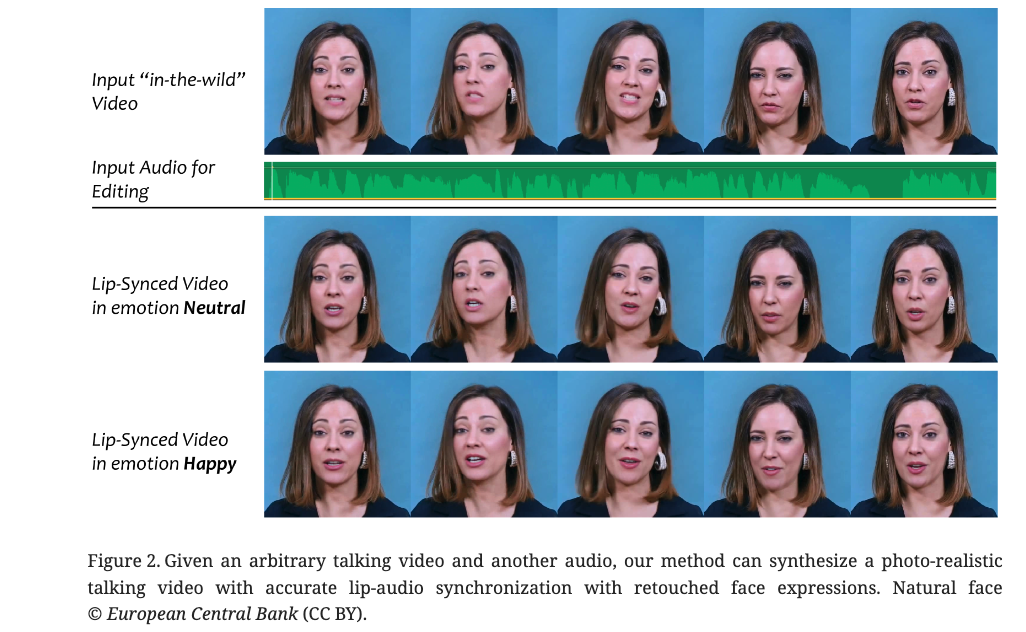 Input “in-the-wild”
Video
Input Audio for
Editing
Lip-Synced Video
in emotion Neutral
Lip-Synced Video
in emotion Happy
Figure 2. Given an arbitrary talking video and another audio, our method can synthesize a photo-realistic
talking video with accurate lip-audio synchronization with retouched face expressions. Natural face
© European Central Bank (CC BY).